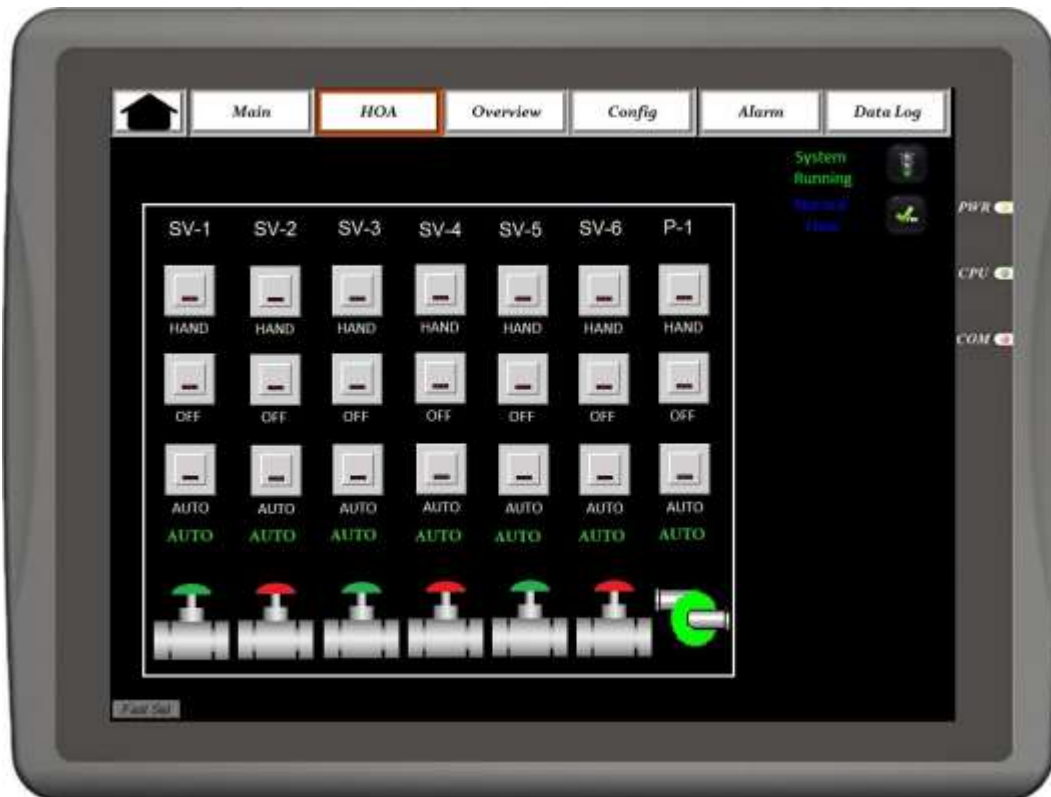 Main HOA Overview Config Alarm Data Log
System
Running
PWR
SV-1 SV-2 SV-3 SV-4 SV-5 SV-6 P-1
CPU
HAND HAND HAND HAND HAND HAND HAND
COM
OFF OFF OFF OFF OFF OFF OFF
AUTO AUTO AUTO AUTO AUTO AUTO AUTO
AUTO AUTO AUTO AUTO AUTO AUTO AUTO
Fast Sel